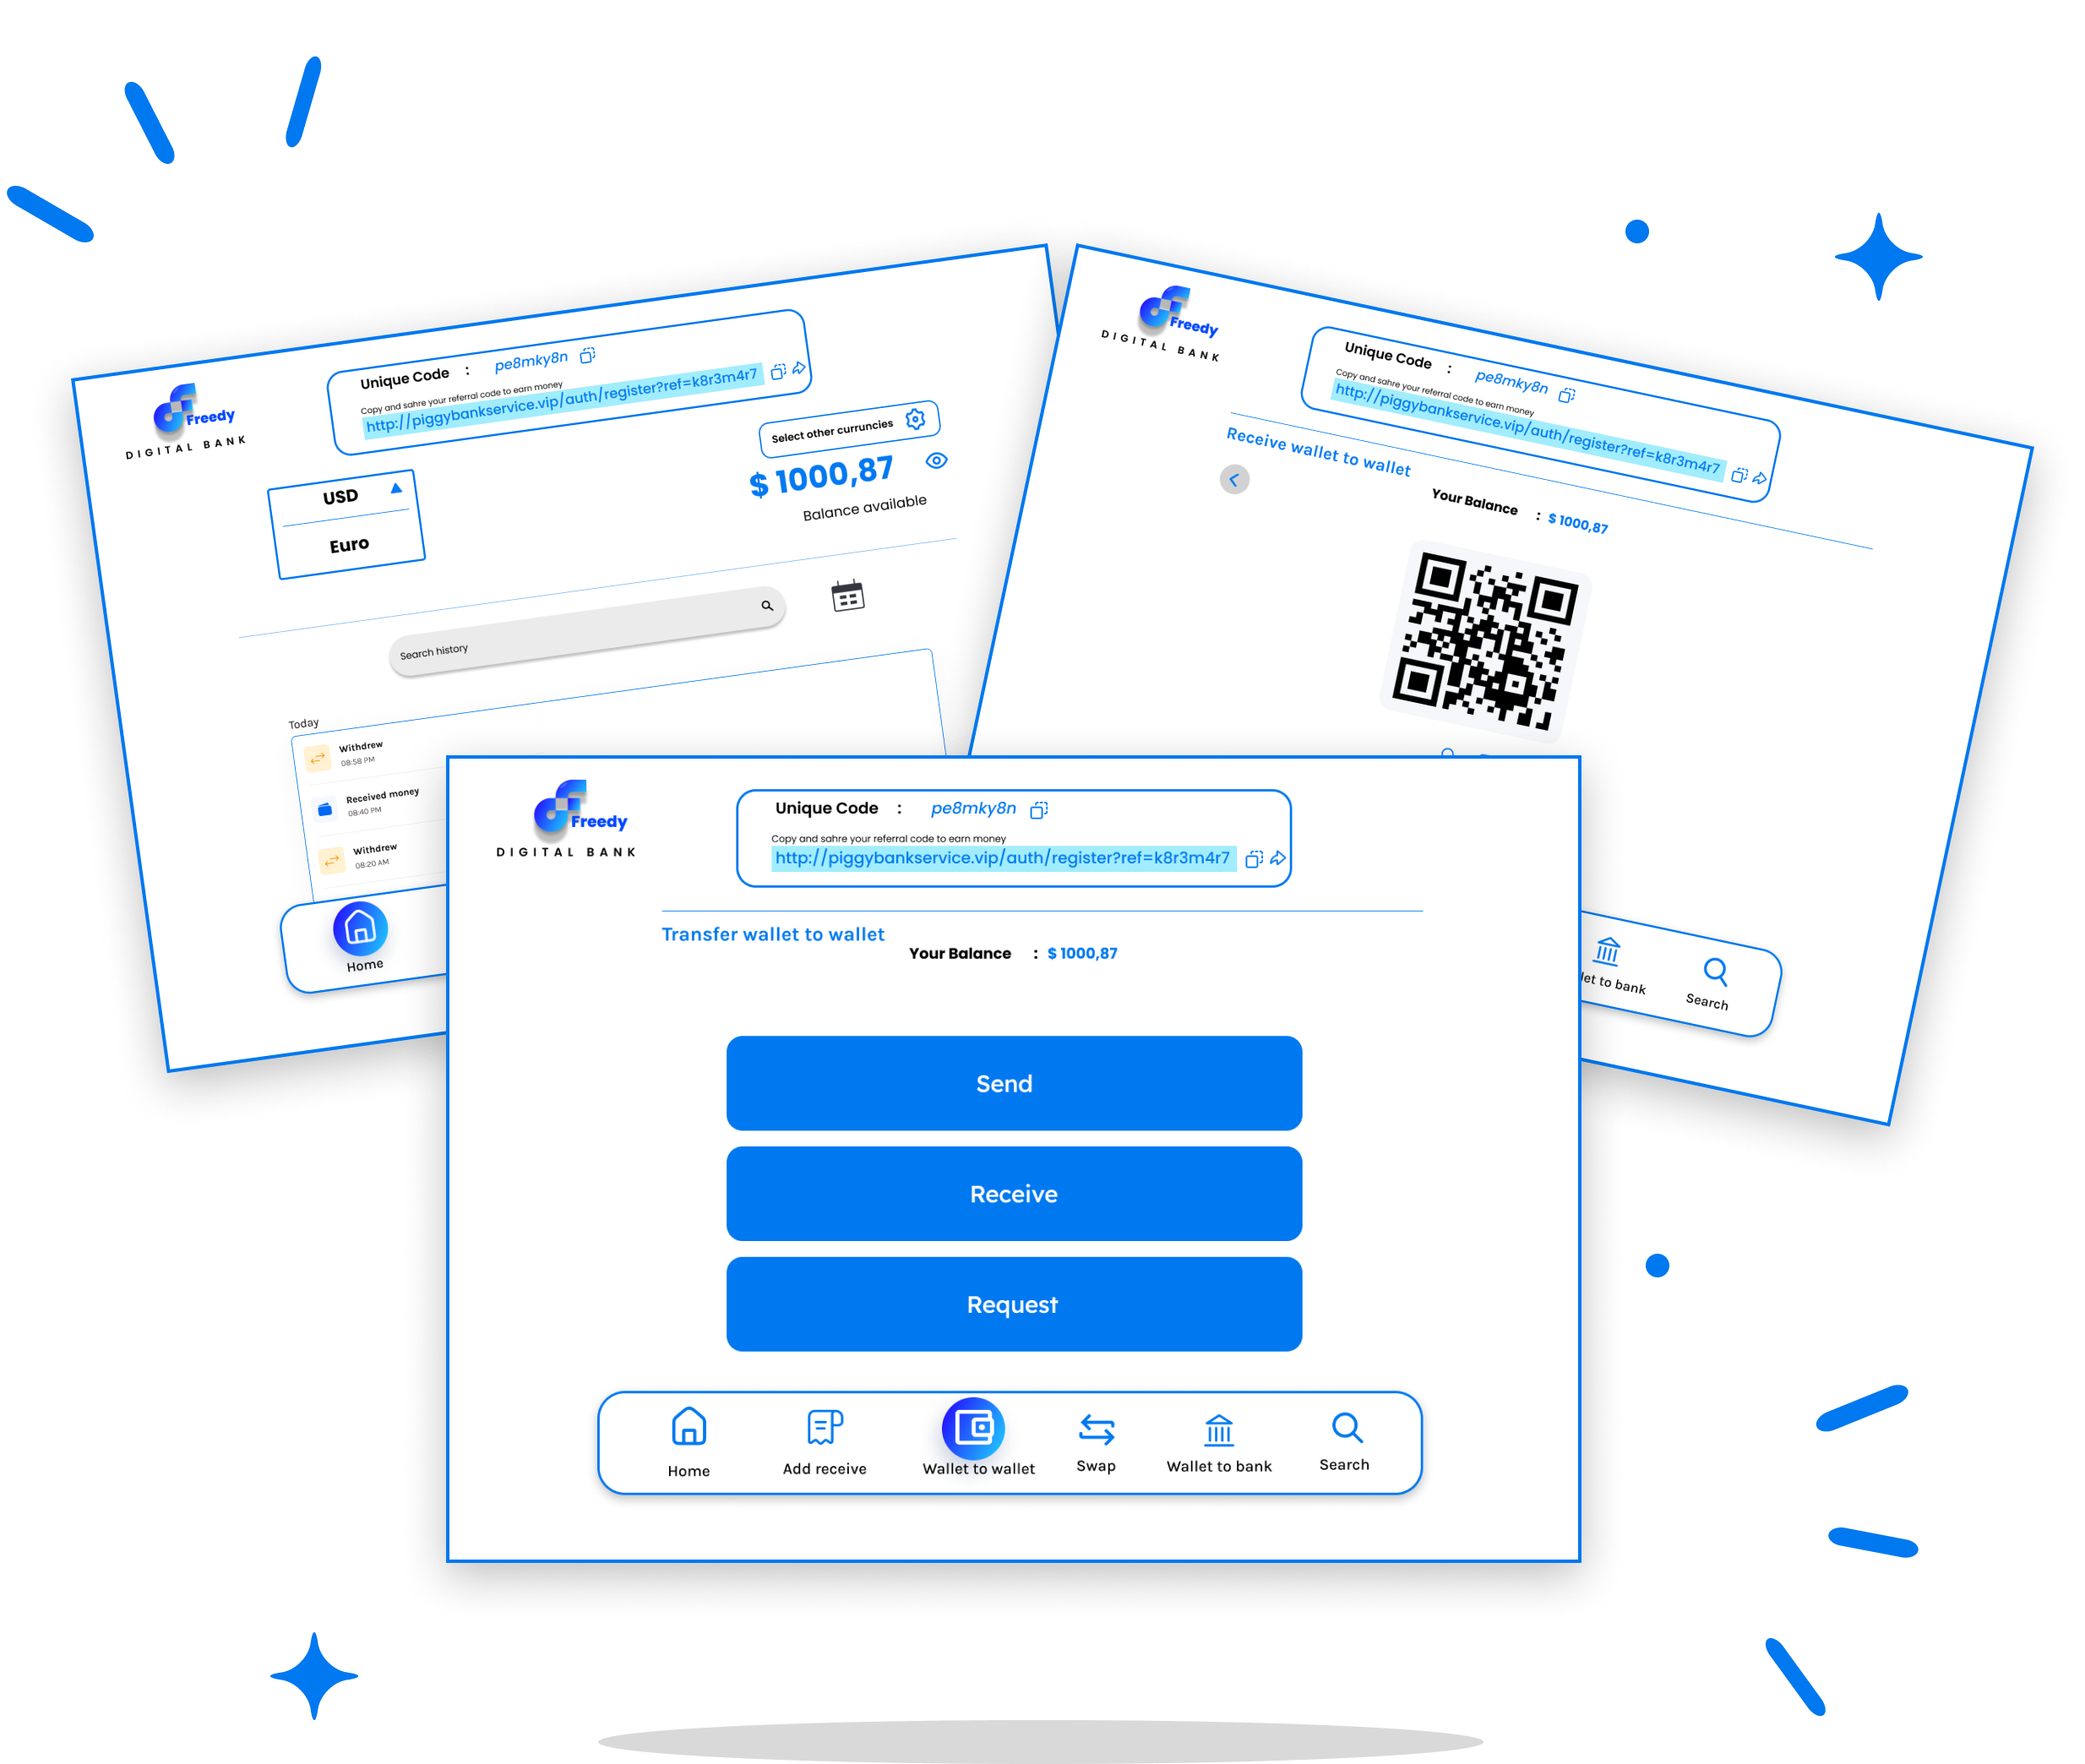 Freedy
DIGITAL BANK
Unique Code : pe8mky8n
Copy and sahre your referral code to earn money
http://piggybankservice.vip/auth/register?ref=k8r3m4r7
Select other curruncies
USD
Euro
$ 1000,87
Balance available
Search history
Today
Withdrew
08:58 PM
Received money
08:40 PM
Withdrew
08:20 AM
Home
Freedy
DIGITAL BANK
Unique Code : pe8mky8n
Copy and sahre your referral code to earn money
http://piggybankservice.vip/auth/register?ref=k8r3m4r7
Receive wallet to wallet
Your Balance : $ 1000,87
let to bank
Search
Freedy
DIGITAL BANK
Unique Code : pe8mky8n
Copy and sahre your referral code to earn money
http://piggybankservice.vip/auth/register?ref=k8r3m4r7
Transfer wallet to wallet
Your Balance : $ 1000,87
Send
Receive
Request
Home Add receive Wallet to wallet Swap Wallet to bank Search